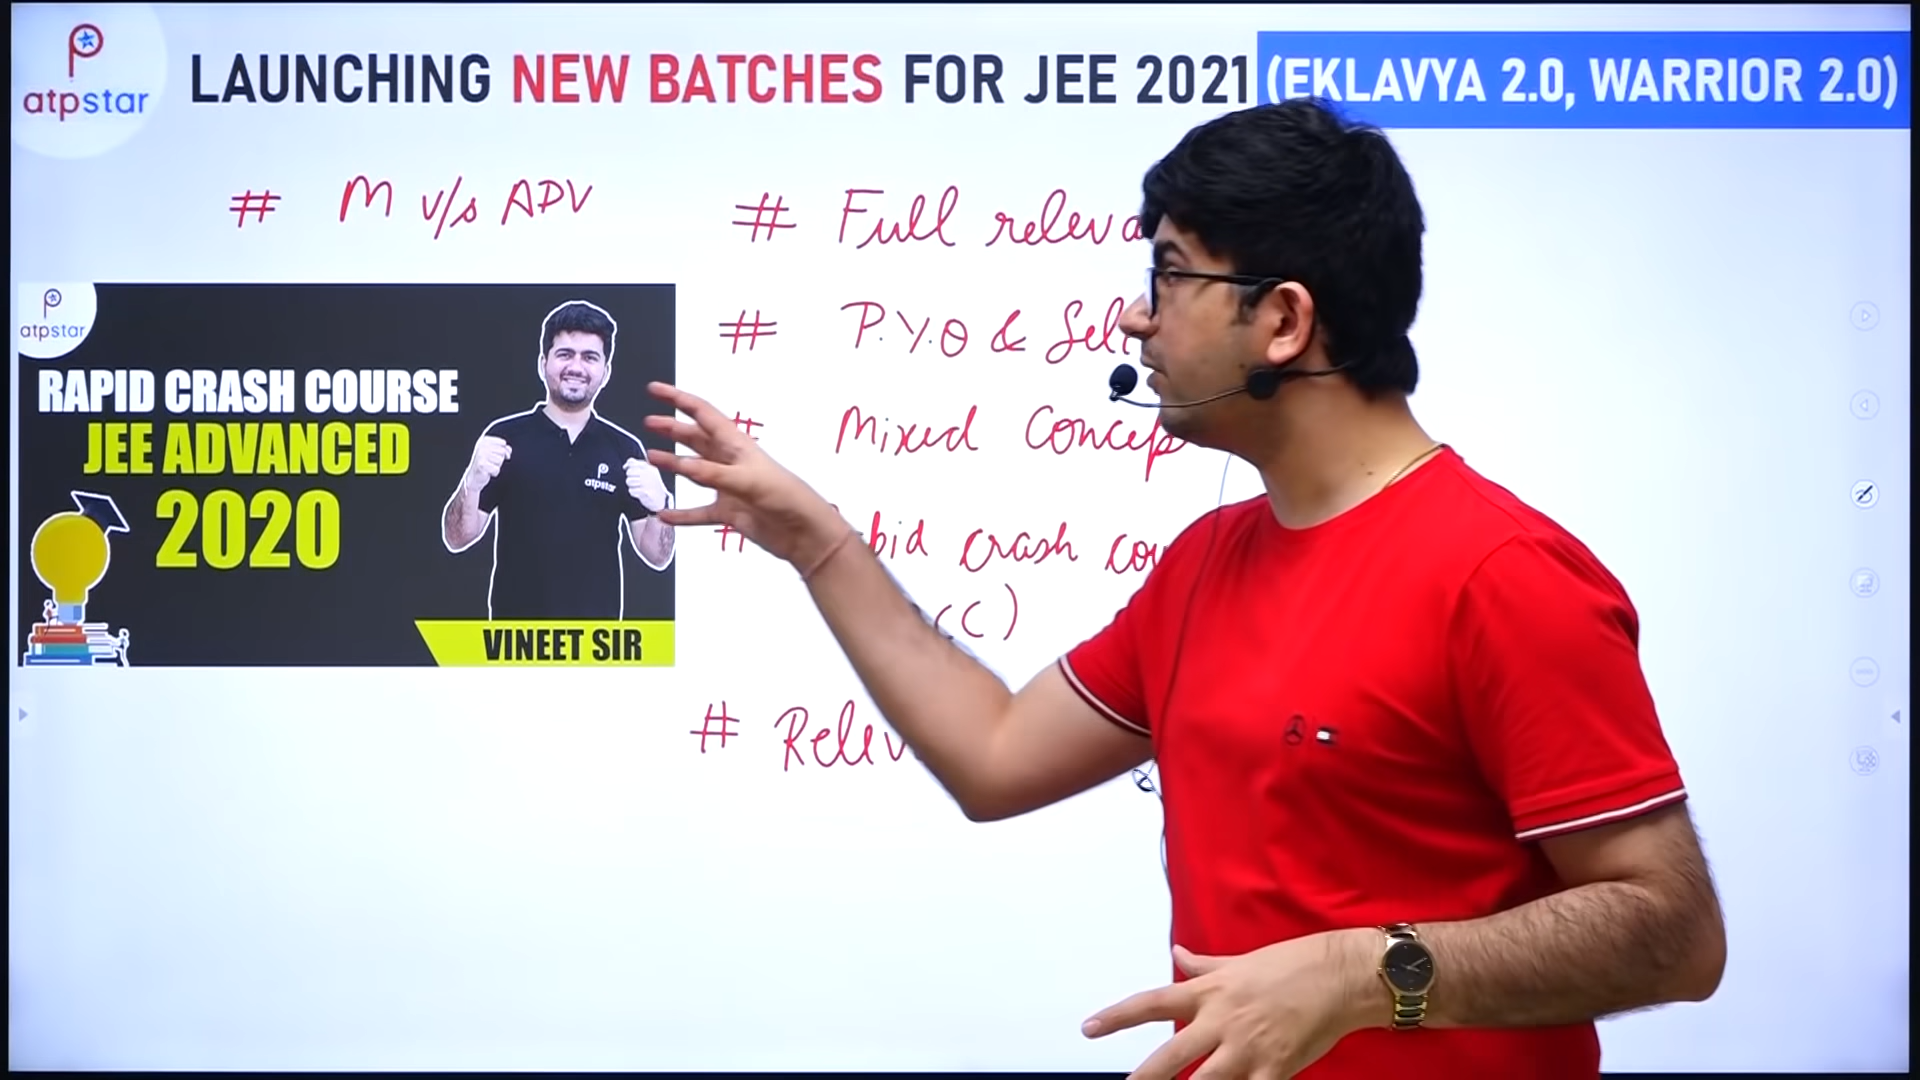 atpstar
LAUNCHING NEW BATCHES FOR JEE 2021 (EKLAVYA 2.0, WARRIOR 2.0)
# M v/s ADV
# Full
# P.Y.Q &
# Mixed
# crash
#
atpstar
RAPID CRASH COURSE
JEE ADVANCED
2020
atpstar
VINEET SIR